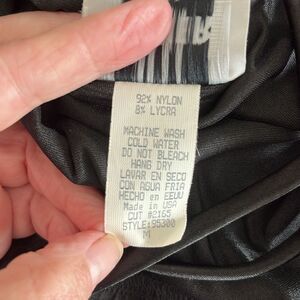 92% NYLON
8% LYCRA
MACHINE WASH
COLD WATER
DO NOT BLEACH
HANG DRY
LAVAR EN SECO
CON AGUA FRIA
HECHO en EEUU
Made in USA
CUT #2165
STYLE:95300
M